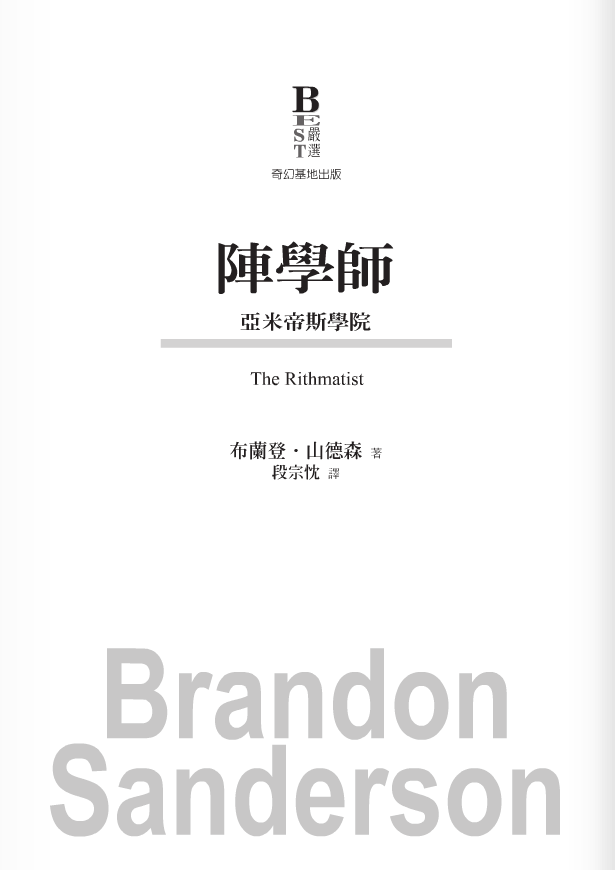 BEST 嚴選
奇幻基地出版
陣學師
亞米帝斯學院
The Rithmatist
布蘭登・山德森 著
段宗忱 譯
Brandon
Sanderson